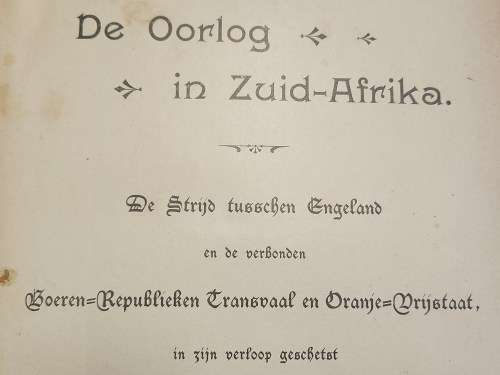 De Oorlog
in Zuid-Afrika.
De Strijd tusschen Engeland
en de verbonden
Boeren=Republieken Transvaal en Oranje=Vrijstaat,
in zijn verloop geschetst